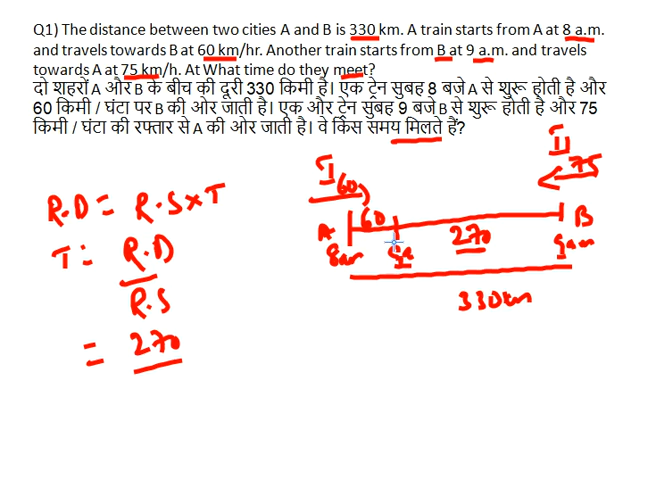 Q1) The distance between two cities A and B is 330 km. A train starts from A at 8 a.m.
and travels towards B at 60 km/hr. Another train starts from B at 9 a.m. and travels
towards A at 75 km/h. At What time do they meet?
दो शहरों A और B के बीच की दूरी 330 किमी है। एक ट्रेन सुबह 8 बजे A से शुरू होती है और
60 किमी / घंटा पर B की ओर जाती है। एक और ट्रेन सुबह 9 बजे B से शुरू होती है और 75
किमी / घंटा की रफ्तार से A की ओर जाती है। वे किस समय मिलते हैं?
II
75
I
60
R.D = R.S x T
A 60 270 B
8am 9am
T = R.D
R.S
330km
= 270